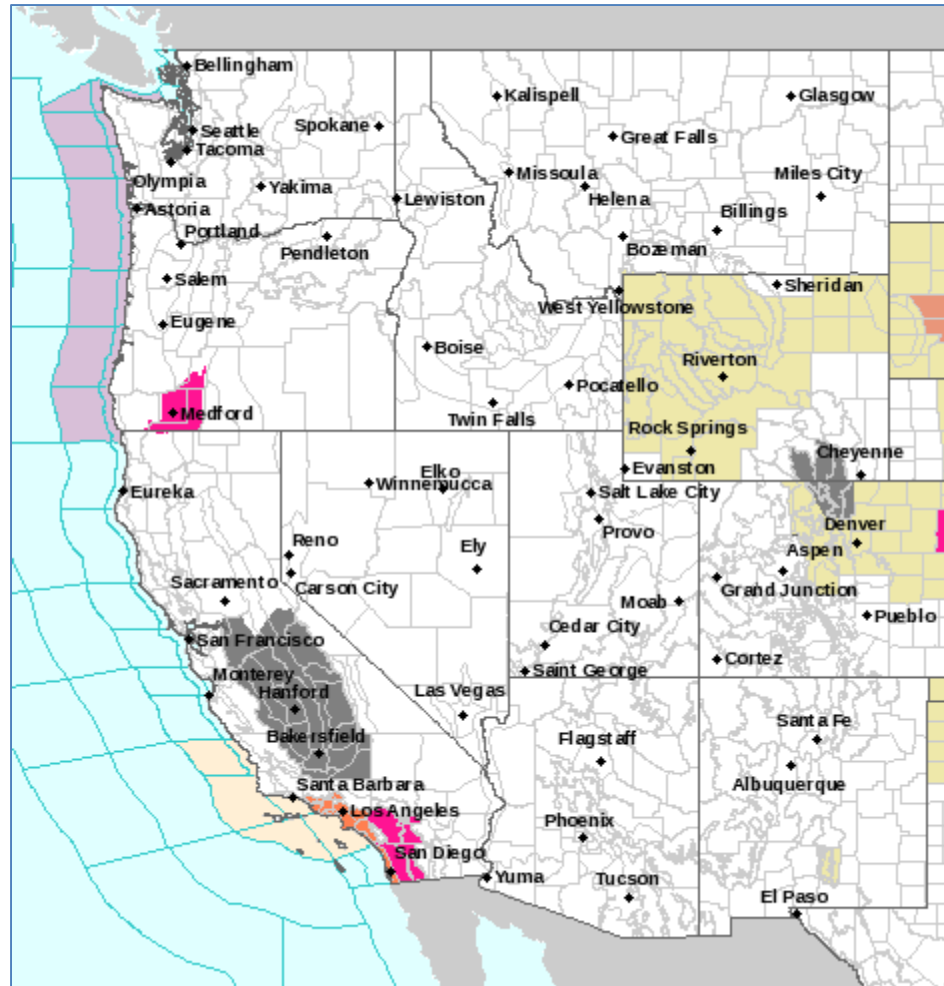 Bellingham
Kalispell
Glasgow
Seattle
Spokane
Great Falls
Tacoma
Missoula
Miles City
Olympia
Yakima
Lewiston
Helena
Astoria
Billings
Portland
Pendleton
Bozeman
Salem
Sheridan
West Yellowstone
Eugene
Boise
Riverton
Pocatello
Medford
Twin Falls
Rock Springs
Cheyenne
Elko
Evanston
Winnemucca
Eureka
Salt Lake City
Denver
Provo
Reno
Ely
Aspen
Sacramento
Carson City
Grand Junction
Moab
Pueblo
San Francisco
Cedar City
Cortez
Monterey
Saint George
Hanford
Las Vegas
Santa Fe
Bakersfield
Flagstaff
Albuquerque
Santa Barbara
Los Angeles
Phoenix
San Diego
Yuma
Tucson
El Paso